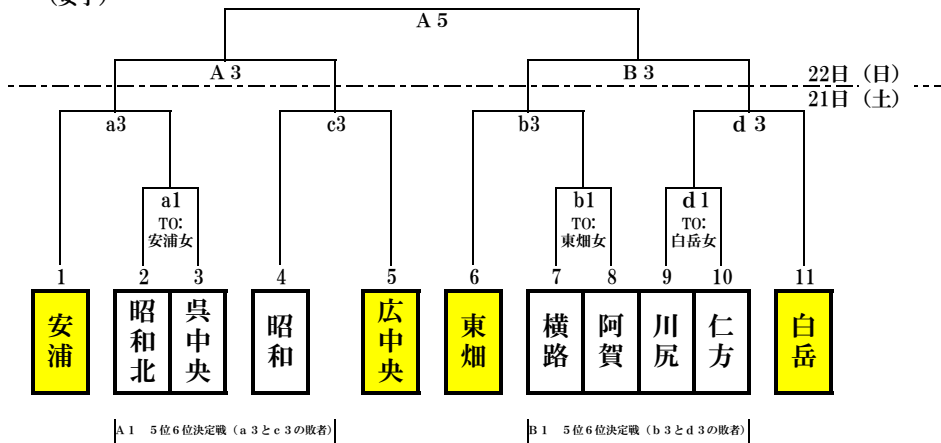 (女子)
A 5
A 3
B 3
22日 (日)
21日 (土)
a3
c3
b3
d 3
a1
TO:
安浦女
b1
TO:
東畑女
d 1
TO:
白岳女
1
2
3
4
5
6
7
8
9
10
11
安浦
昭和北
呉中央
昭和
広中央
東畑
横路
阿賀
川尻
仁方
白岳
A 1 5位6位決定戦（a 3とc 3の敗者）
B 1 5位6位決定戦（b 3とd 3の敗者）